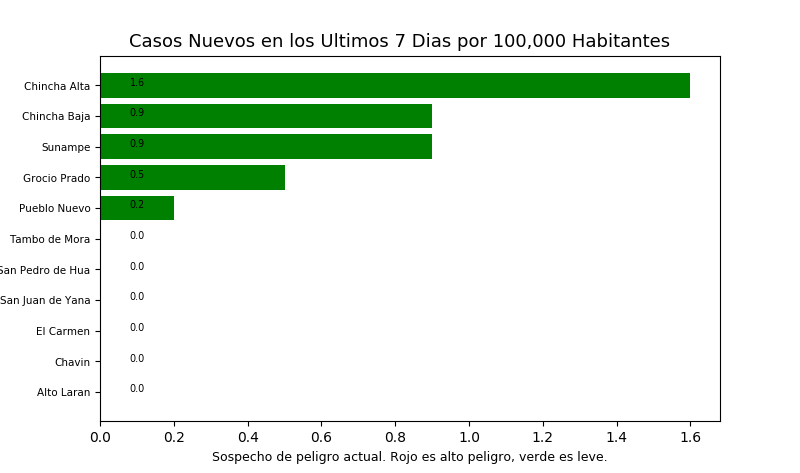 Casos Nuevos en los Ultimos 7 Dias por 100,000 Habitantes
Chincha Alta 1.6
Chincha Baja 0.9
Sunampe 0.9
Grocio Prado 0.5
Pueblo Nuevo 0.2
Tambo de Mora 0.0
San Pedro de Hua 0.0
San Juan de Yana 0.0
El Carmen 0.0
Chavin 0.0
Alto Laran 0.0
0.0 0.2 0.4 0.6 0.8 1.0 1.2 1.4 1.6
Sospecho de peligro actual. Rojo es alto peligro, verde es leve.